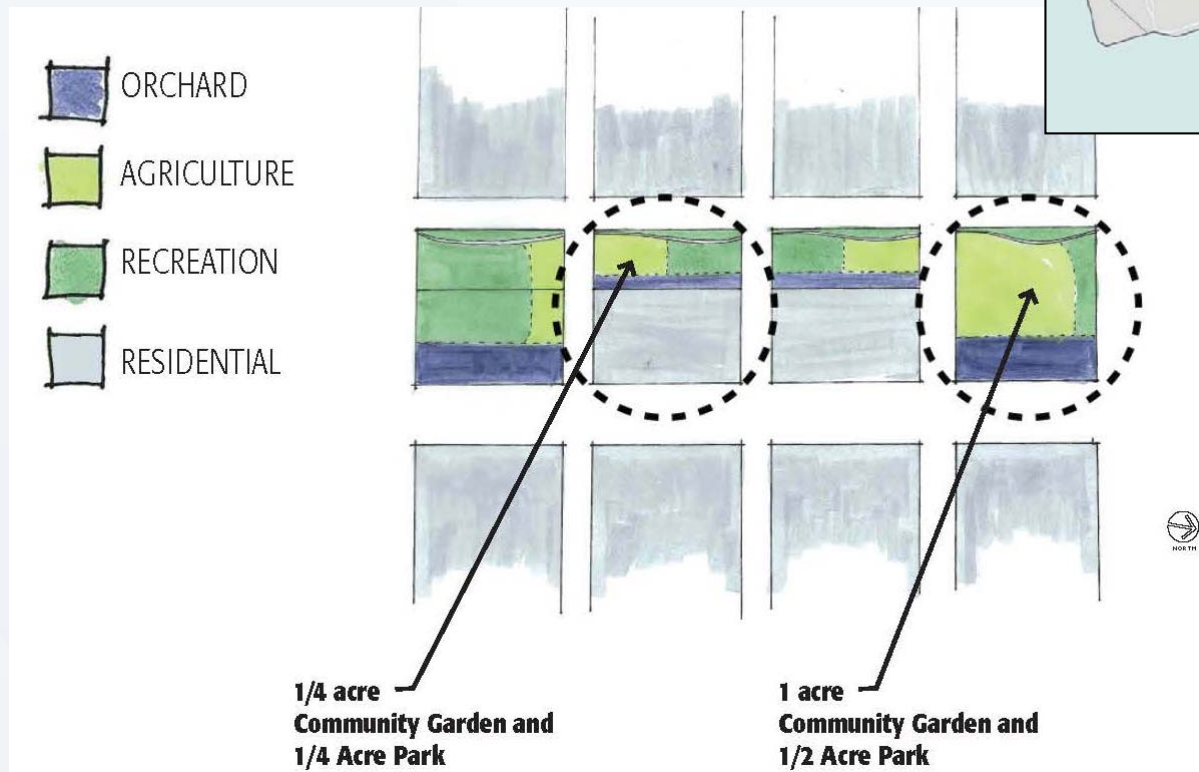 ORCHARD
AGRICULTURE
RECREATION
RESIDENTIAL
NORTH
1/4 acre
Community Garden and
1/4 Acre Park
1 acre
Community Garden and
1/2 Acre Park